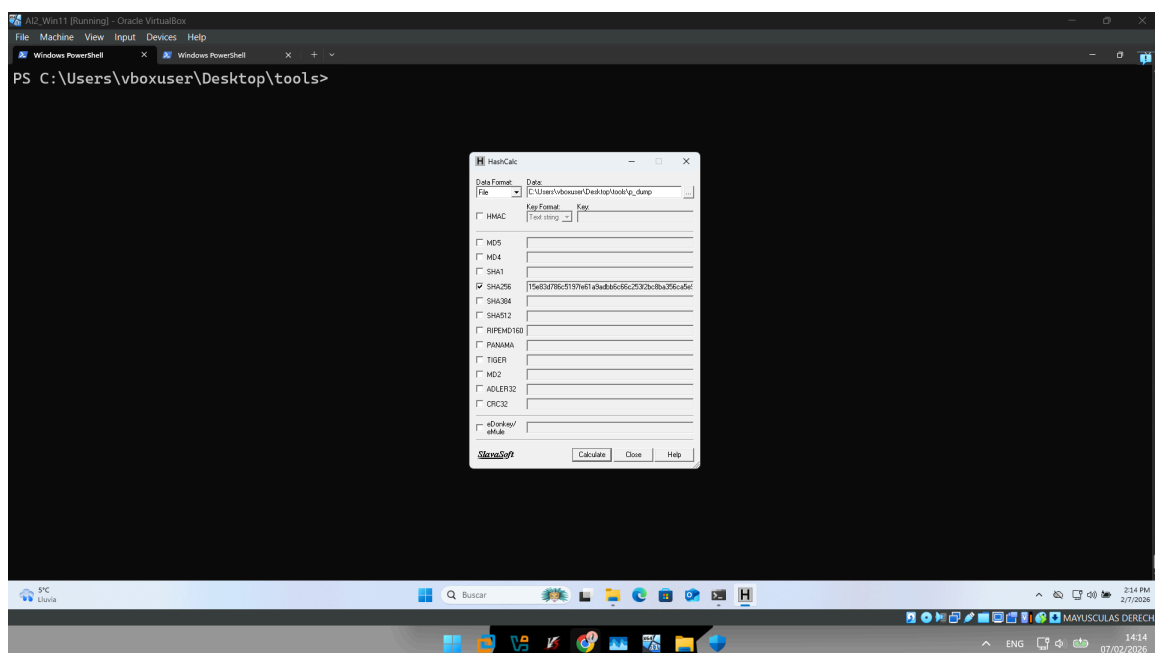 AI2_Win11 [Running] - Oracle VirtualBox
File Machine View Input Devices Help
Windows PowerShell
Windows PowerShell
PS C:\Users\vboxuser\Desktop\tools>
HashCalc
Data Format: Data:
File C:\Users\vboxuser\Desktop\tools\p_dump ...
Key Format: Key:
HMAC Text string
MD5
MD4
SHA1
SHA256
SHA384
SHA512
RIPEMD160
PANAMA
TIGER
MD2
ADLER32
CRC32
eDonkey/
eMule
SlavaSoft Calculate Close Help
5°C
Lluvia
Buscar
2:14 PM
2/7/2026
MAYUSCULAS DERECH
ENG
14:14
07/02/2026